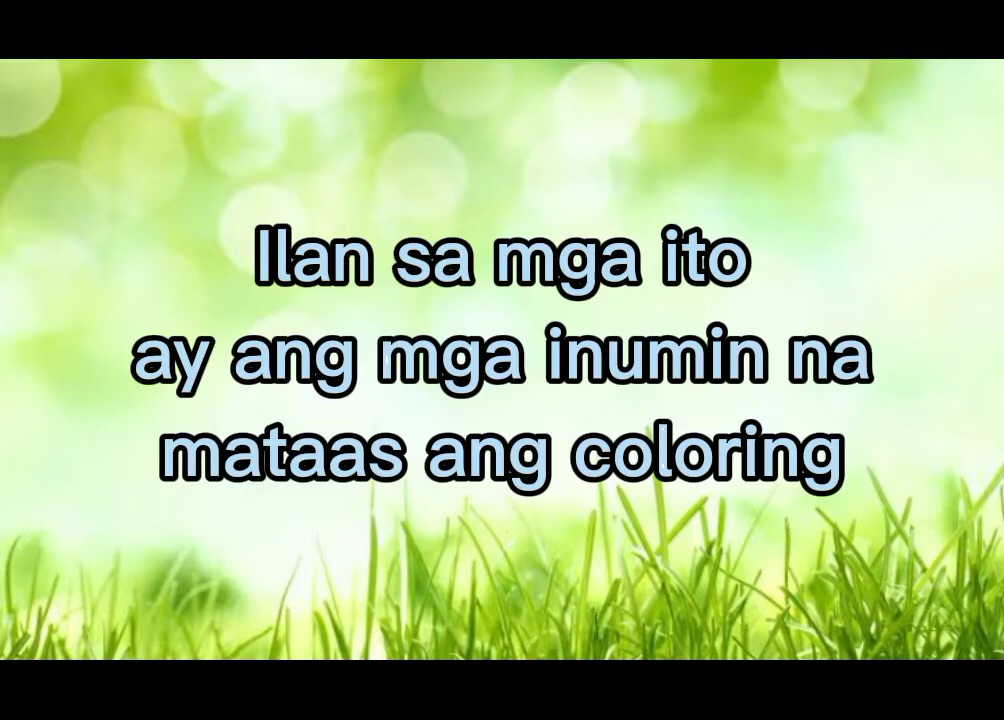 Ilan sa mga ito
ay ang mga inumin na
mataas ang coloring